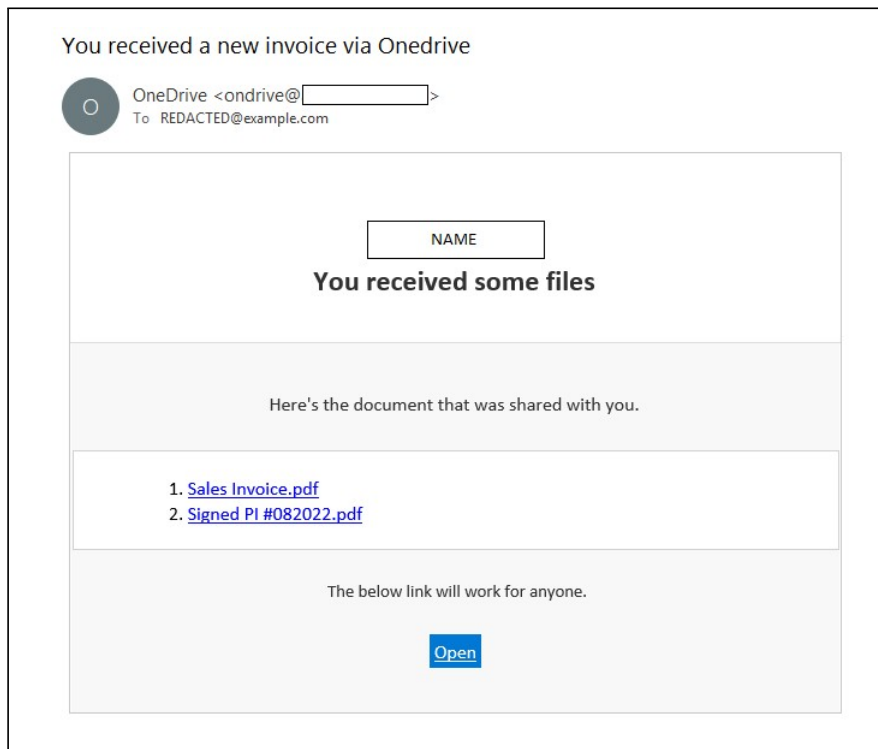 You received a new invoice via Onedrive
O
OneDrive <ondrive@ >
To REDACTED@example.com
NAME
You received some files
Here's the document that was shared with you.
1. Sales Invoice.pdf
2. Signed PI #082022.pdf
The below link will work for anyone.
Open